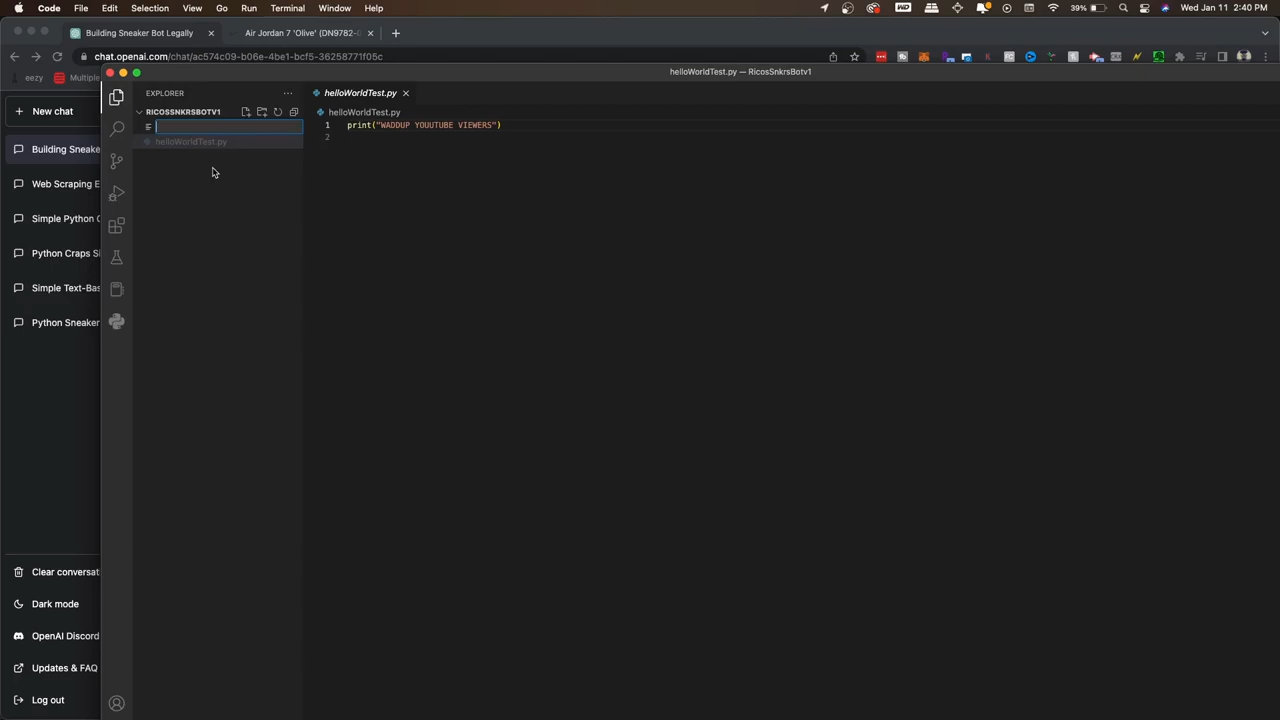 Code File Edit Selection View Go Run Terminal Window Help 39% Wed Jan 11 2:40 PM
Building Sneaker Bot Legally Air Jordan 7 'Olive' (DN9782-
chat.openai.com/chat/ac574c09-b06e-4be1-bcf5-36258771f05c
eezy Multiple
helloWorldTest.py — RicosSnkrsBotv1
New chat
Building Sneake
Web Scraping E
Simple Python C
Python Craps Si
Simple Text-Bas
Python Sneaker
Clear conversat
Dark mode
OpenAI Discord
Updates & FAQ
Log out
EXPLORER
RICOSSNKRSBOTV1
helloWorldTest.py
helloWorldTest.py
helloWorldTest.py
1 print("WADDUP YOUUTUBE VIEWERS")
2